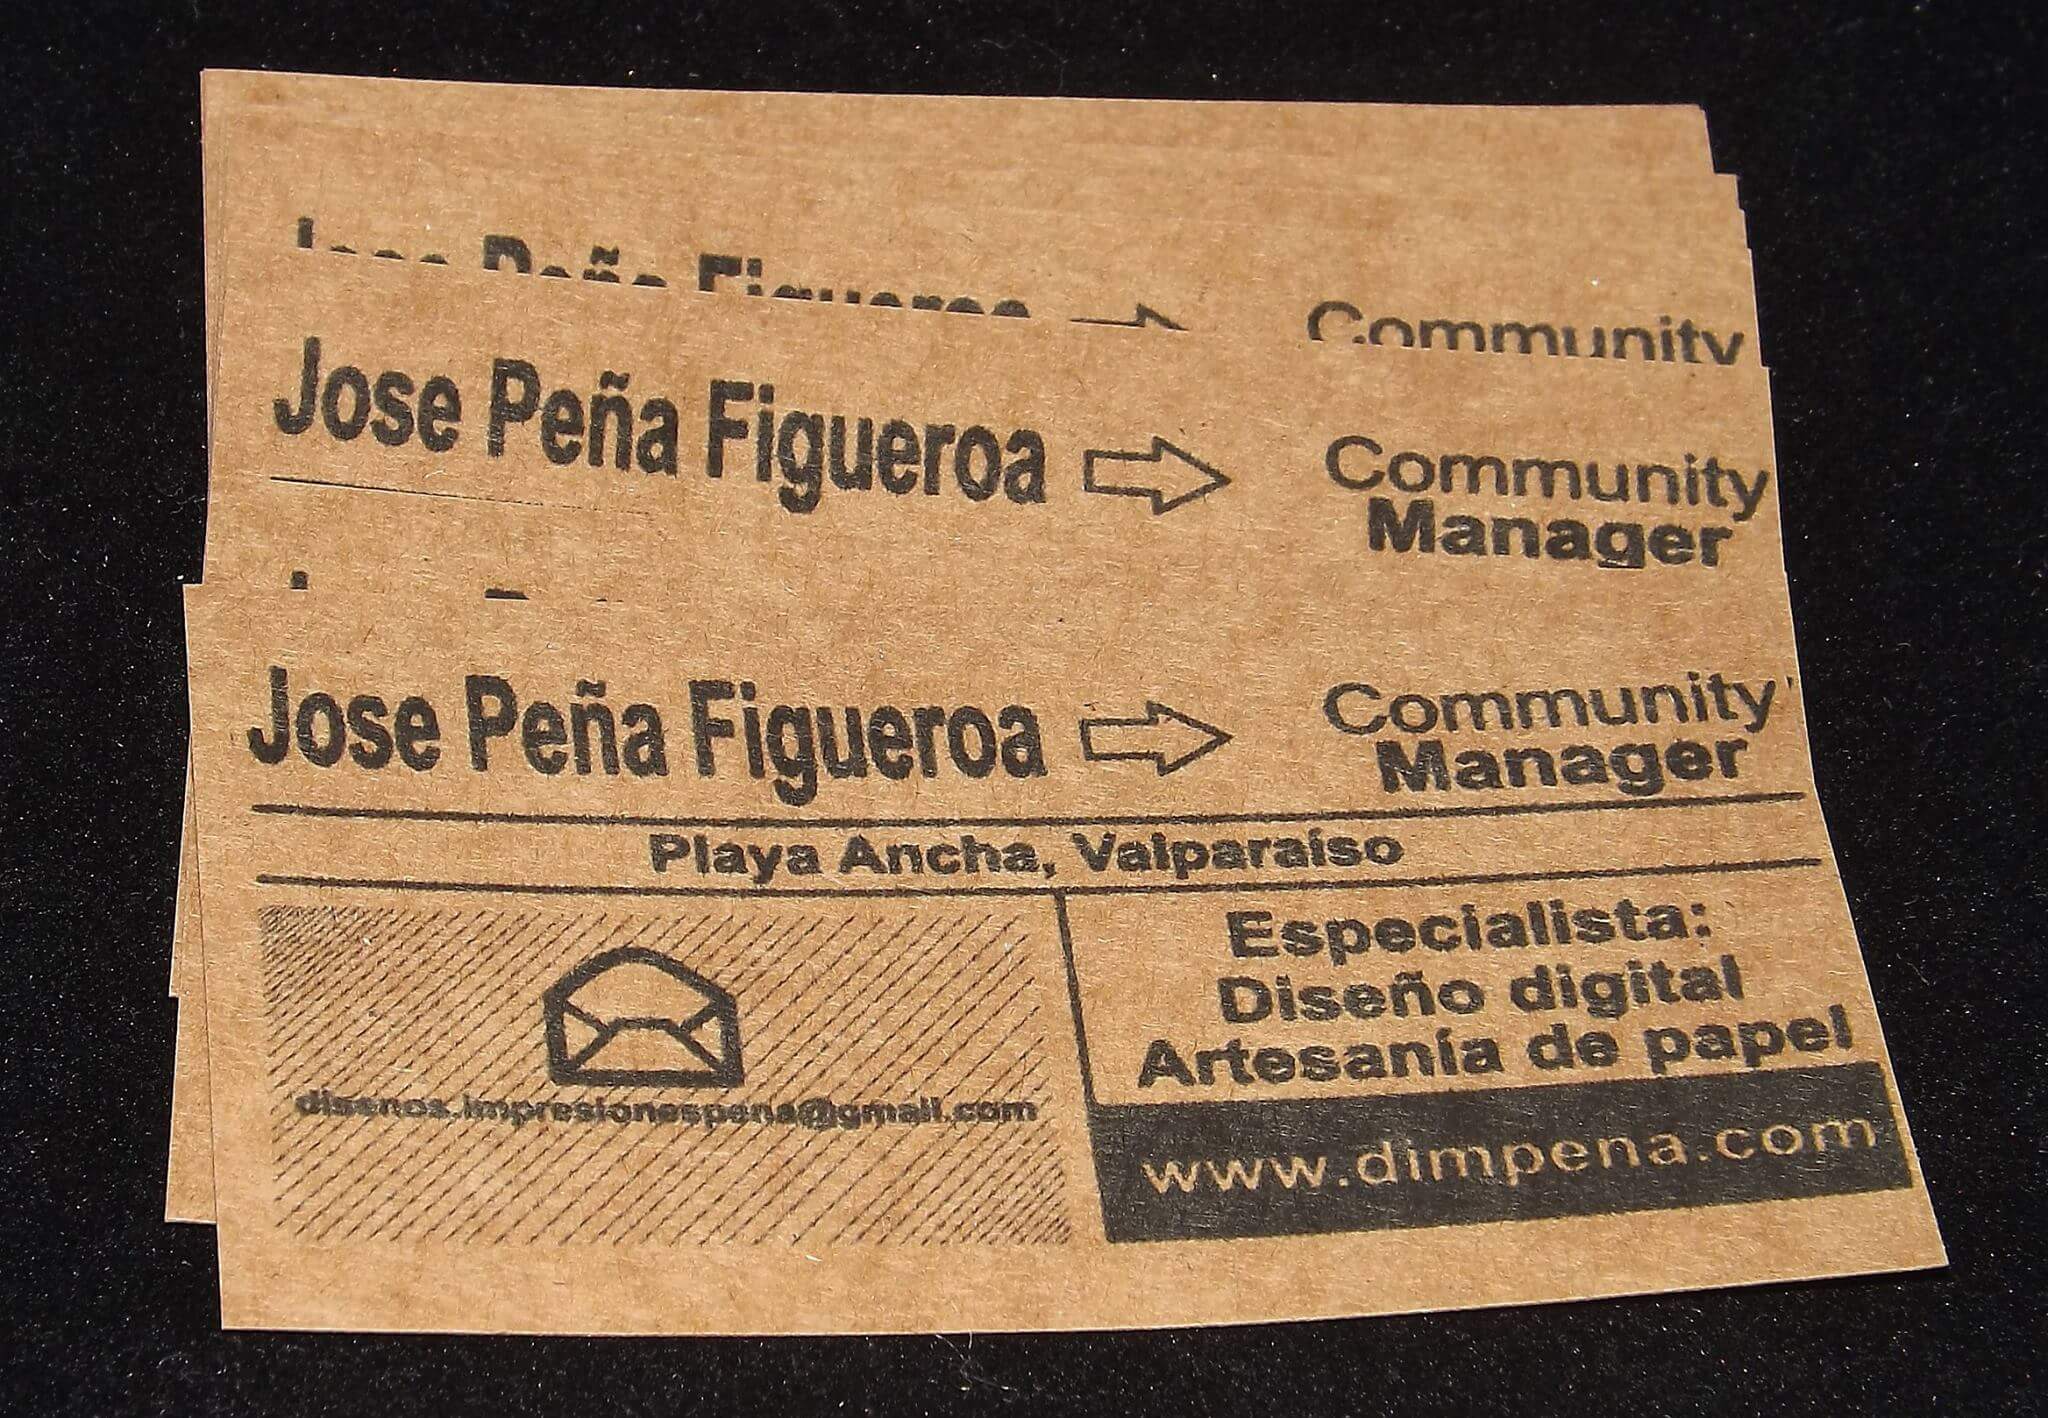 Jose Peña Figueroa
Community
Jose Peña Figueroa
Community
Manager
Jose Peña Figueroa
Community
Manager
Playa Ancha, Valparaíso
disenos.impresionespena@gmail.com
Especialista:
Diseño digital
Artesanía de papel
www.dimpena.com